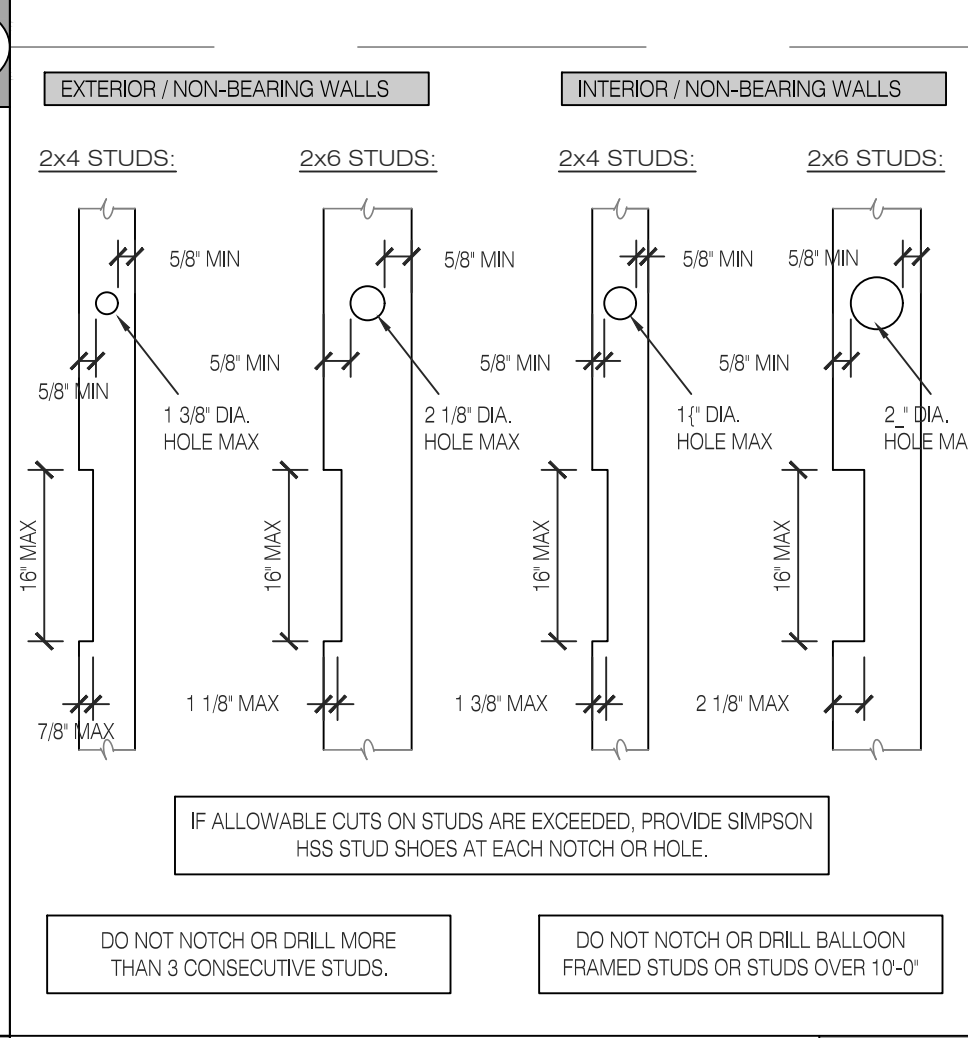 EXTERIOR / NON-BEARING WALLS
INTERIOR / NON-BEARING WALLS
2x4 STUDS:
2x6 STUDS:
2x4 STUDS:
2x6 STUDS:
5/8" MIN
5/8" MIN
5/8" MIN
5/8" MIN
5/8" MIN
5/8" MIN
5/8" MIN
5/8" MIN
1 3/8" DIA.
HOLE MAX
2 1/8" DIA.
HOLE MAX
1{" DIA.
HOLE MAX
2_" DIA.
HOLE MA
16" MAX
16" MAX
16" MAX
16" MAX
7/8" MAX
1 1/8" MAX
1 3/8" MAX
2 1/8" MAX
IF ALLOWABLE CUTS ON STUDS ARE EXCEEDED, PROVIDE SIMPSON
HSS STUD SHOES AT EACH NOTCH OR HOLE.
DO NOT NOTCH OR DRILL MORE
THAN 3 CONSECUTIVE STUDS.
DO NOT NOTCH OR DRILL BALLOON
FRAMED STUDS OR STUDS OVER 10'-0"